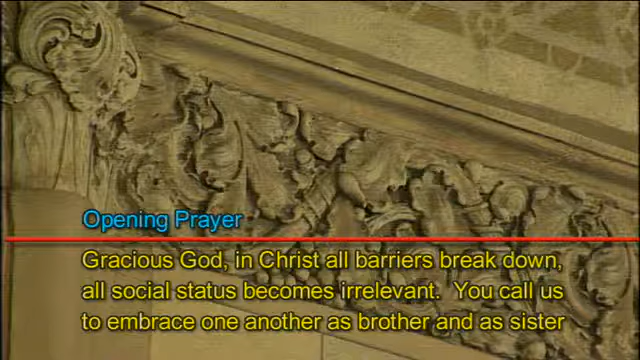 Opening Prayer
Gracious God, in Christ all barriers break down,
all social status becomes irrelevant.  You call us
to embrace one another as brother and as sister